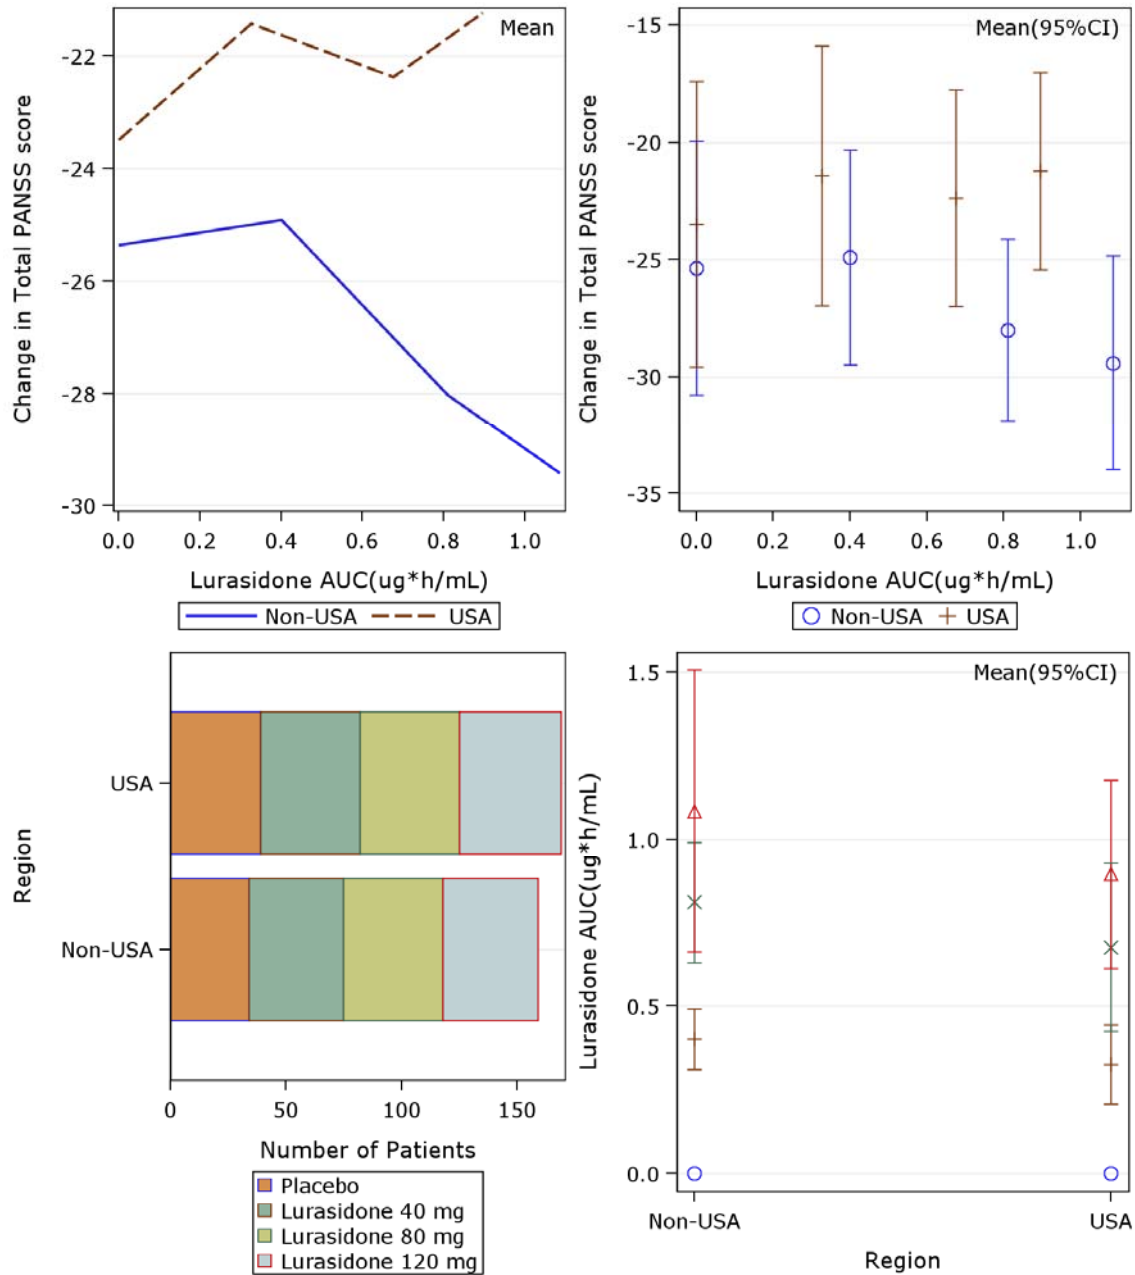 Mean
Change in Total PANSS score
-22
-24
-26
-28
-30
0.0 0.2 0.4 0.6 0.8 1.0
Lurasidone AUC(ug*h/mL)
Non-USA USA
Mean(95%CI)
Change in Total PANSS score
-15
-20
-25
-30
-35
0.0 0.2 0.4 0.6 0.8 1.0
Lurasidone AUC(ug*h/mL)
Non-USA USA
Region
USA
Non-USA
0 50 100 150
Number of Patients
Placebo
Lurasidone 40 mg
Lurasidone 80 mg
Lurasidone 120 mg
Mean(95%CI)
Lurasidone AUC(ug*h/mL)
1.5
1.0
0.5
0.0
Non-USA USA
Region